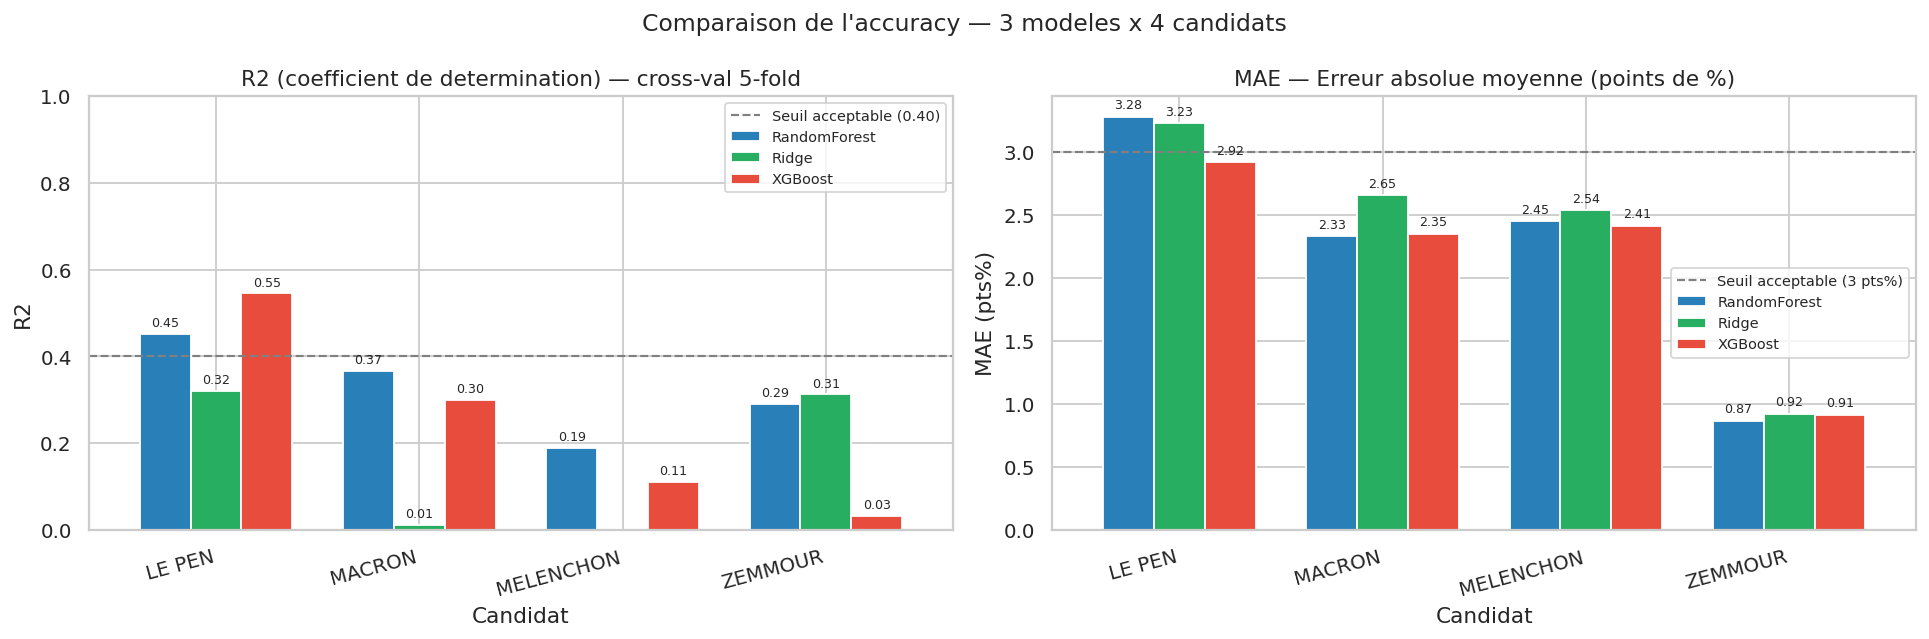 Comparaison de l'accuracy — 3 modeles x 4 candidats
R2 (coefficient de determination) — cross-val 5-fold
1.0
0.8
0.6
0.4
0.2
0.0
R2
Seuil acceptable (0.40)
RandomForest
Ridge
XGBoost
0.45
0.32
0.55
0.37
0.01
0.30
0.19
0.11
0.29
0.31
0.03
LE PEN
MACRON
MELENCHON
ZEMMOUR
Candidat
MAE — Erreur absolue moyenne (points de %)
3.0
2.5
2.0
1.5
1.0
0.5
0.0
MAE (pts%)
3.28
3.23
2.92
2.33
2.65
2.35
2.45
2.54
2.41
0.87
0.92
0.91
Seuil acceptable (3 pts%)
RandomForest
Ridge
XGBoost
LE PEN
MACRON
MELENCHON
ZEMMOUR
Candidat